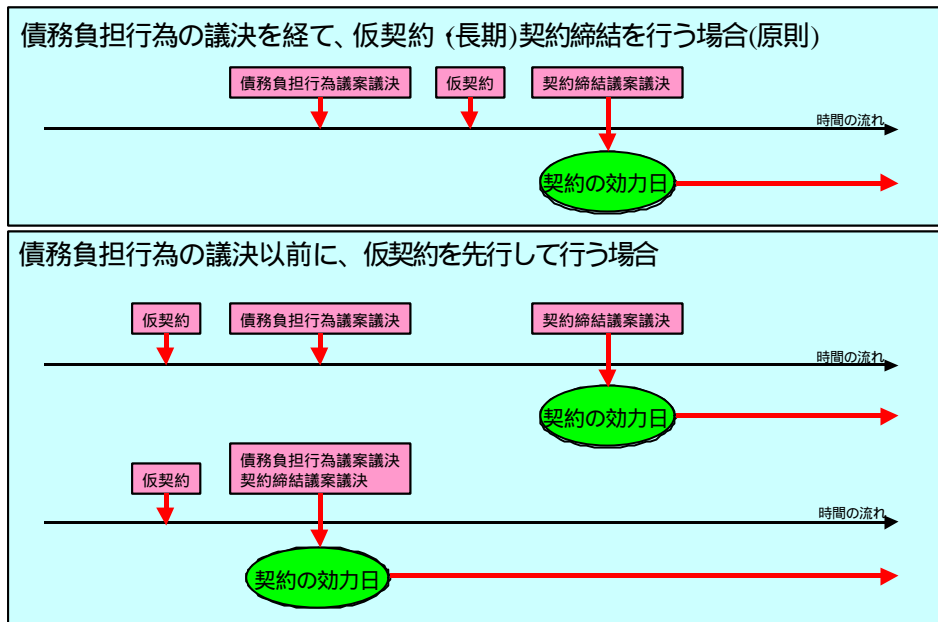 債務負担行為の議決を経て、仮契約（長期)契約締結を行う場合(原則)
債務負担行為議案議決
仮契約
契約締結議案議決
時間の流れ
契約の効力日
債務負担行為の議決以前に、仮契約を先行して行う場合
仮契約
債務負担行為議案議決
契約締結議案議決
時間の流れ
契約の効力日
仮契約
債務負担行為議案議決
契約締結議案議決
時間の流れ
契約の効力日